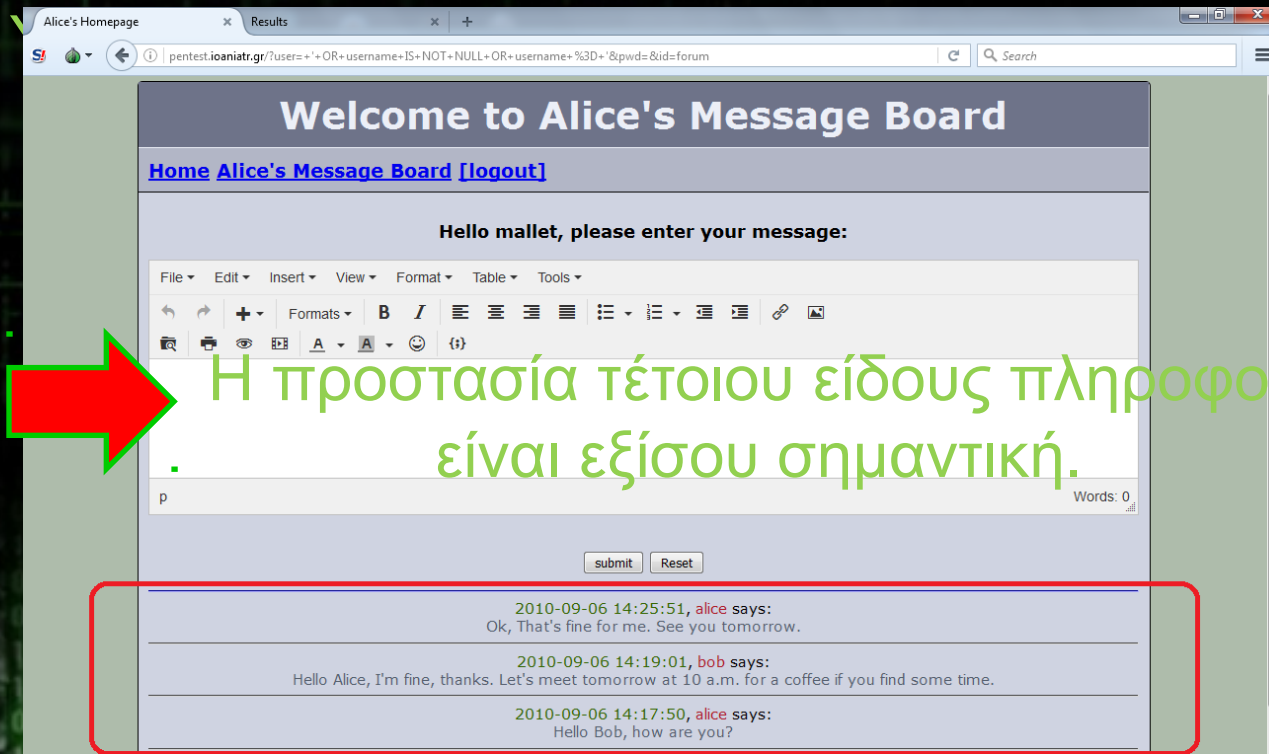 Alice's Homepage
Results
pentest.ioaniatr.gr/?user=+'+OR+username+IS+NOT+NULL+OR+username+%3D+'&pwd=&id=forum
Search
Welcome to Alice's Message Board
Home Alice's Message Board [logout]
Hello mallet, please enter your message:
File Edit Insert View Format Table Tools
Formats B I
A A
Η προστασία τέτοιου είδους πληροφο
είναι εξίσου σημαντική.
p
Words: 0
submit Reset
2010-09-06 14:25:51, alice says:
Ok, That's fine for me. See you tomorrow.
2010-09-06 14:19:01, bob says:
Hello Alice, I'm fine, thanks. Let's meet tomorrow at 10 a.m. for a coffee if you find some time.
2010-09-06 14:17:50, alice says:
Hello Bob, how are you?